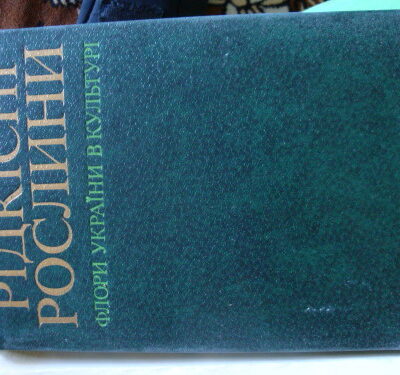 РІДКІСНІ
РОСЛИНИ
ФЛОРИ УКРАЇНИ В КУЛЬТУРІ